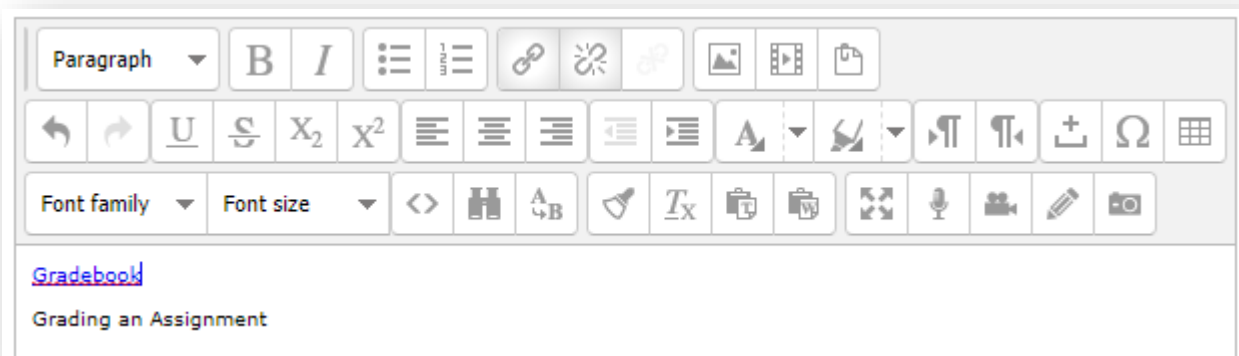 Paragraph
Font family
Font size
Gradebook
Grading an Assignment